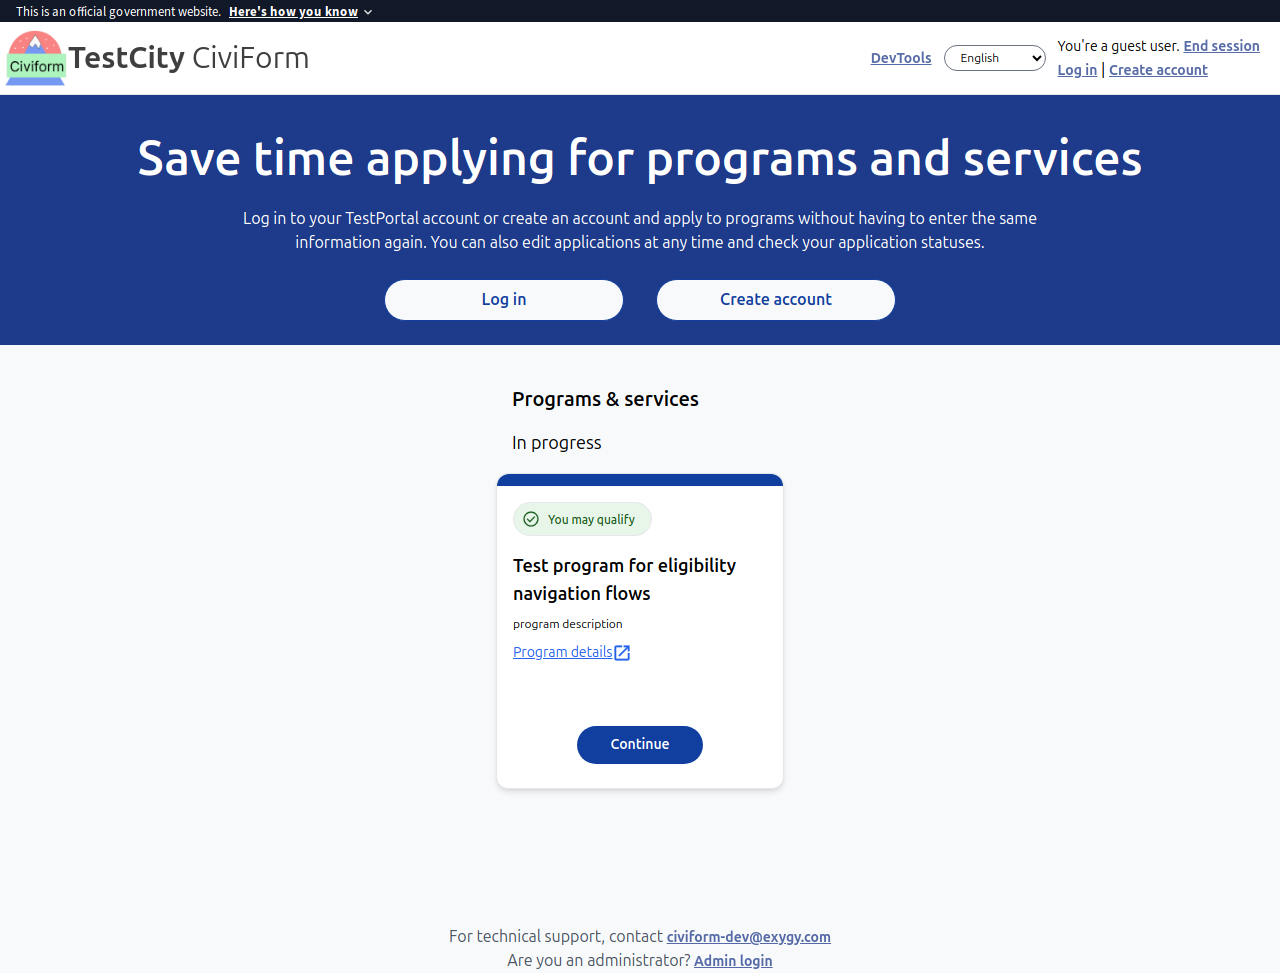 This is an official government website. Here's how you know
Civiform
TestCity CiviForm
DevTools
English
You're a guest user. End session
Log in | Create account
Save time applying for programs and services
Log in to your TestPortal account or create an account and apply to programs without having to enter the same
information again. You can also edit applications at any time and check your application statuses.
Log in
Create account
Programs & services
In progress
You may qualify
Test program for eligibility
navigation flows
program description
Program details
Continue
For technical support, contact civiform-dev@exygy.com
Are you an administrator? Admin login